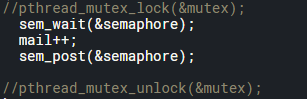 //pthread_mutex_lock(&mutex);
sem_wait(&semaphore);
mail++;
sem_post(&semaphore);
//pthread_mutex_unlock(&mutex);